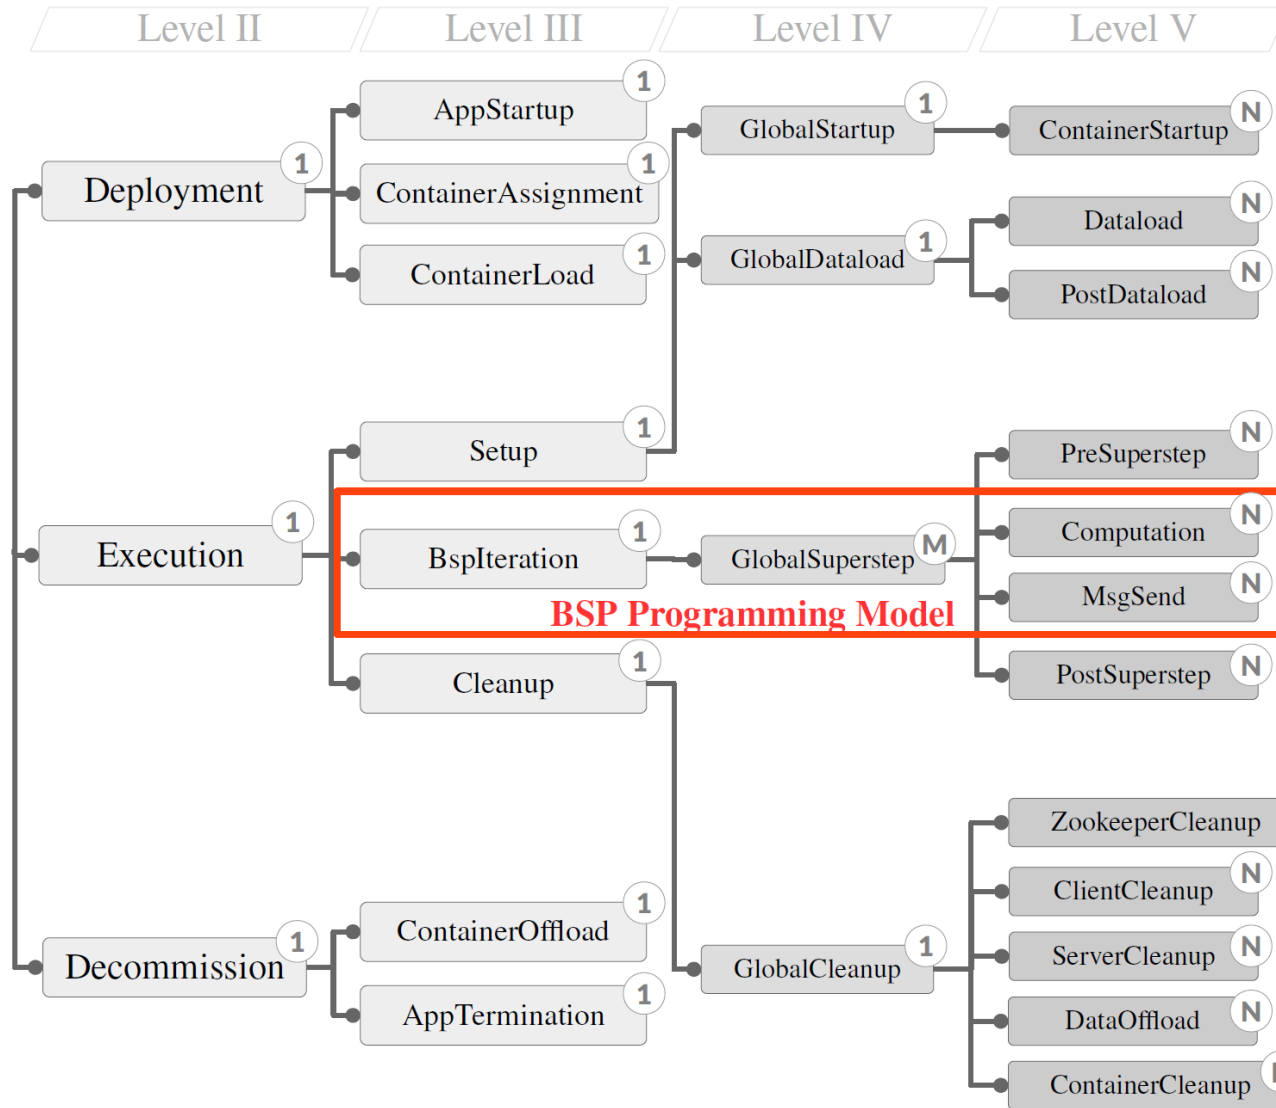 Level II
Level III
Level IV
Level V
Deployment
1
AppStartup
1
ContainerAssignment
1
ContainerLoad
1
GlobalStartup
1
ContainerStartup
N
GlobalDataload
1
Dataload
N
PostDataload
N
Execution
1
Setup
1
BspIteration
1
GlobalSuperstep
M
BSP Programming Model
PreSuperstep
N
Computation
N
MsgSend
N
PostSuperstep
N
Cleanup
1
Decommission
1
ContainerOffload
1
AppTermination
1
GlobalCleanup
1
ZookeeperCleanup
ClientCleanup
N
ServerCleanup
N
DataOffload
N
ContainerCleanup